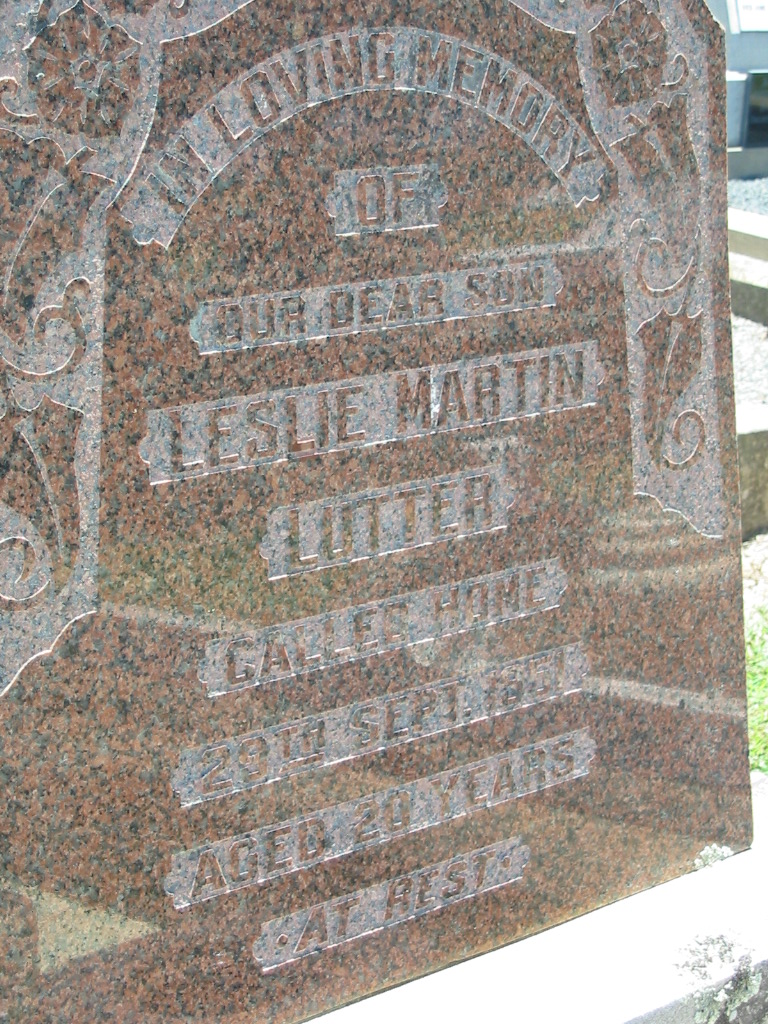 IN LOVING MEMORY
OF
OUR DEAR SON
LESLIE MARTIN
LUTTER
CALLED HOME
29TH SEPT. 1951
AGED 20 YEARS
·AT REST·